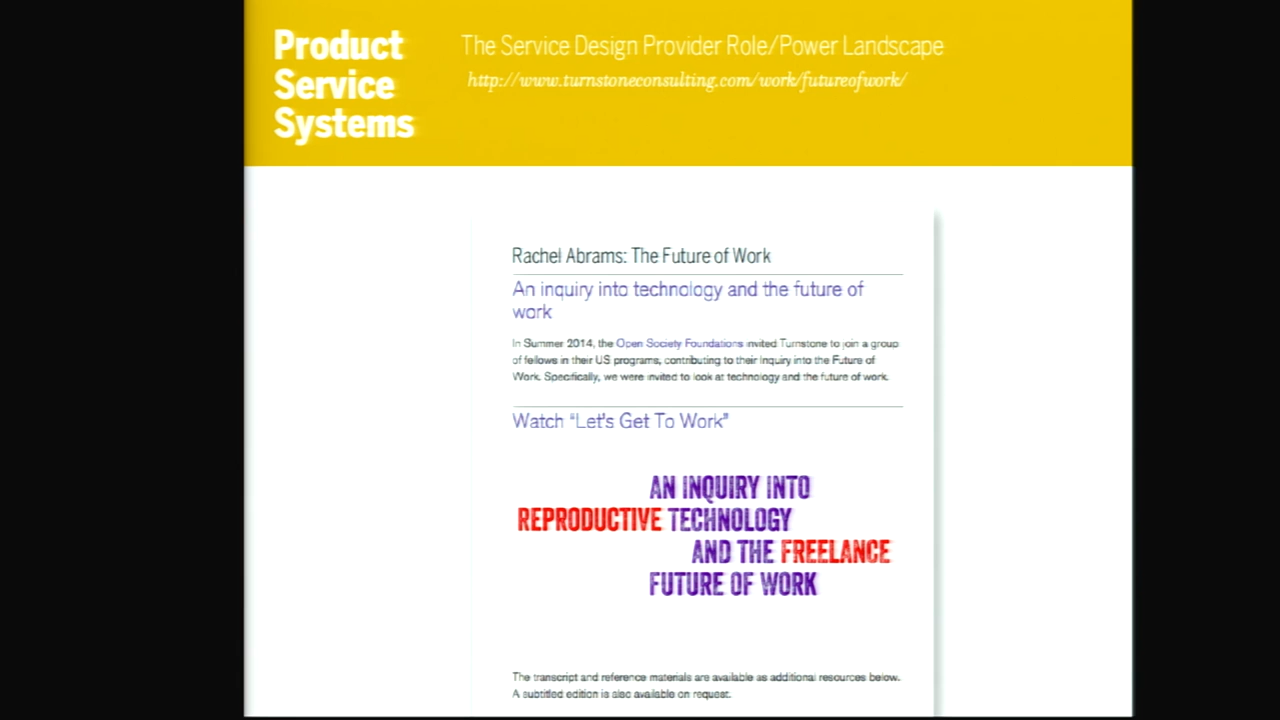 Product
Service
Systems
The Service Design Provider Role/Power Landscape
http://www.turnstoneconsulting.com/work/futureofwork/
Rachel Abrams: The Future of Work
An inquiry into technology and the future of
work
In Summer 2014, the Open Society Foundations invited Turnstone to join a group
of fellows in their US programs, contributing to their Inquiry into the Future of
Work. Specifically, we were invited to look at technology and the future of work.
Watch “Let’s Get To Work”
AN INQUIRY INTO
REPRODUCTIVE TECHNOLOGY
AND THE FREELANCE
FUTURE OF WORK
The transcript and reference materials are available as additional resources below.
A subtitled edition is also available on request.